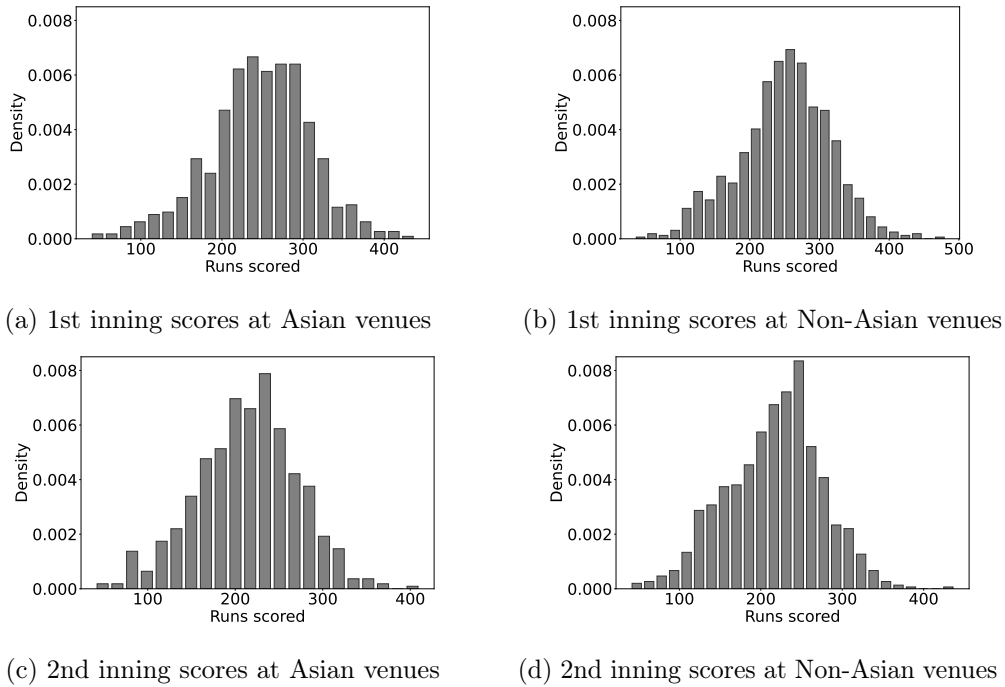 0.008
0.006
0.004
0.002
0.000
Density
100 200 300 400
Runs scored
(a) 1st inning scores at Asian venues
0.008
0.006
0.004
0.002
0.000
Density
100 200 300 400 500
Runs scored
(b) 1st inning scores at Non-Asian venues
0.008
0.006
0.004
0.002
0.000
Density
100 200 300 400
Runs scored
(c) 2nd inning scores at Asian venues
0.008
0.006
0.004
0.002
0.000
Density
100 200 300 400
Runs scored
(d) 2nd inning scores at Non-Asian venues